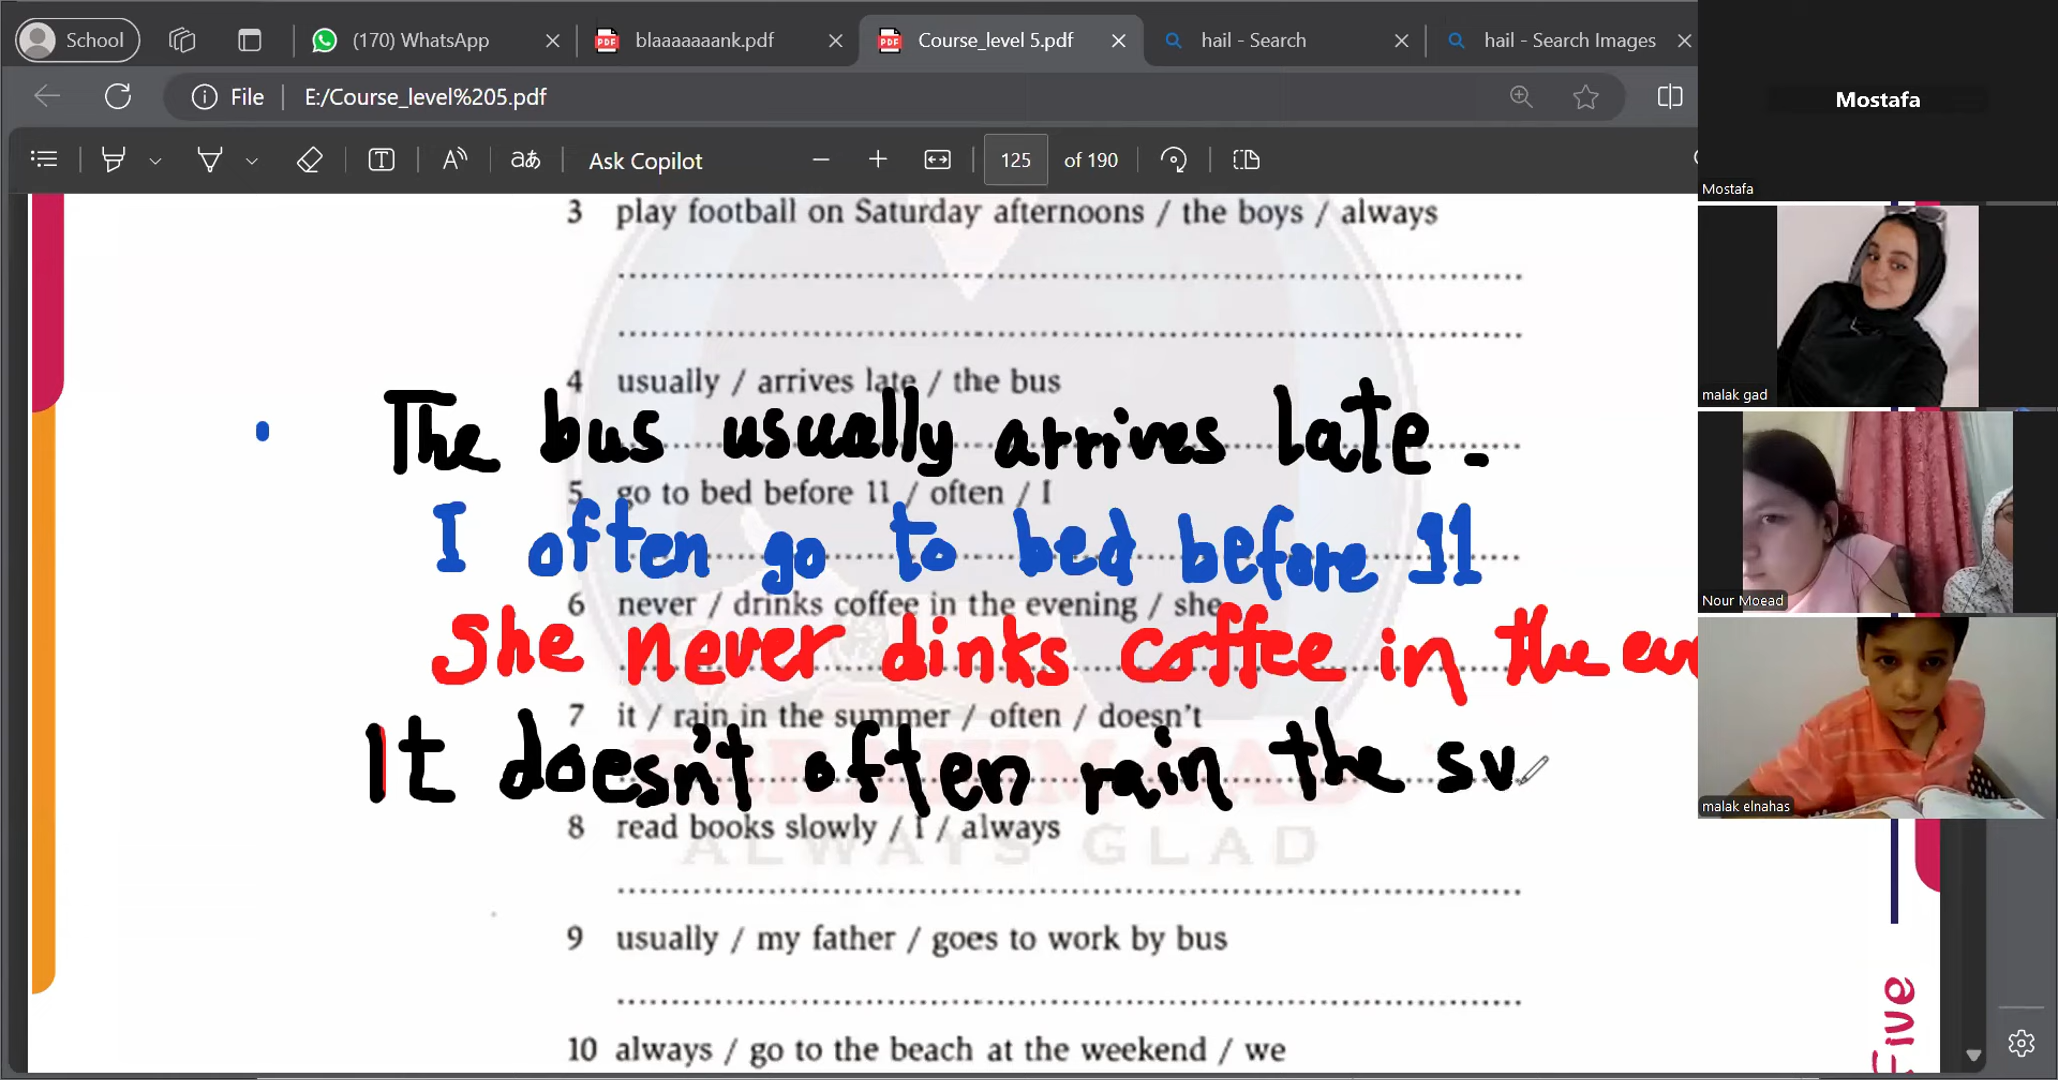 School
(170) WhatsApp
blaaaaaaank.pdf
Course_level 5.pdf
hail - Search
hail - Search Images
File
E:/Course_level%205.pdf
Ask Copilot
125 of 190
3 play football on Saturday afternoons / the boys / always
4 usually / arrives late / the bus
The bus usually arrives late.
5 go to bed before 11 / often / I
I often go to bed before 11
6 never / drinks coffee in the evening / she
She never dinks coffee in the eve
7 it / rain in the summer / often / doesn't
It doesn't often rain the su
8 read books slowly / I / always
ALWAYS GLAD
9 usually / my father / goes to work by bus
10 always / go to the beach at the weekend / we
Five
Mostafa
Mostafa
malak gad
Nour Moead
malak elnahas